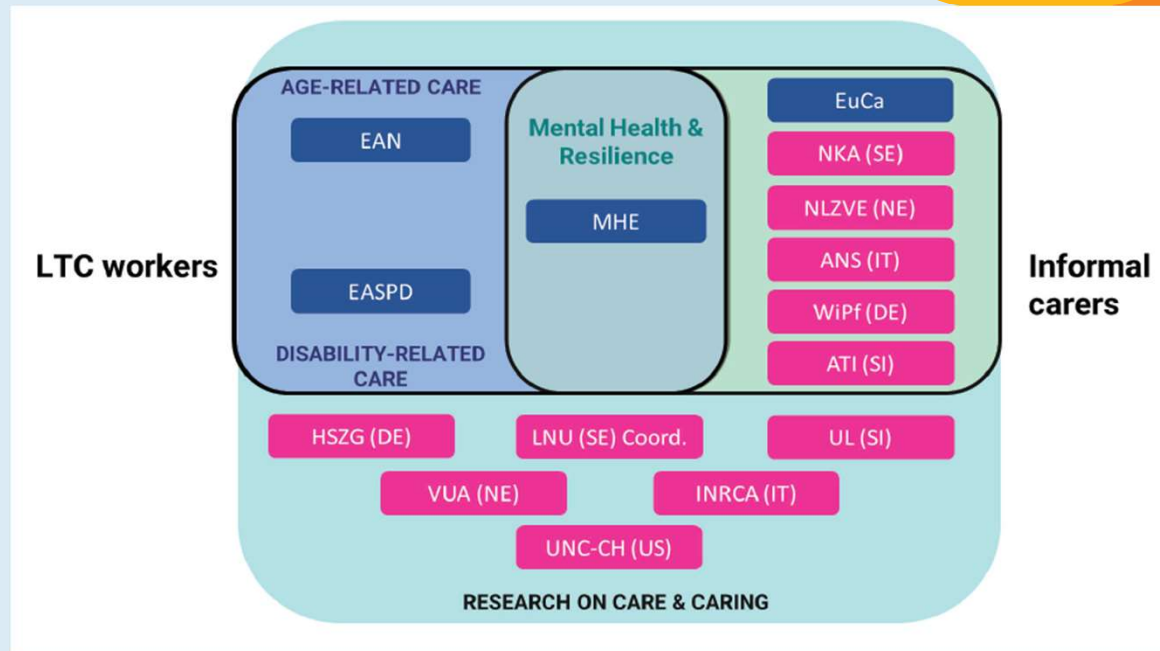 AGE-RELATED CARE
EAN
EASPD
DISABILITY-RELATED
CARE
LTC workers
Mental Health &
Resilience
MHE
EuCa
NKA (SE)
NLZVE (NE)
ANS (IT)
WiPf (DE)
ATI (SI)
Informal
carers
HSZG (DE)
LNU (SE) Coord.
UL (SI)
VUA (NE)
INRCA (IT)
UNC-CH (US)
RESEARCH ON CARE & CARING